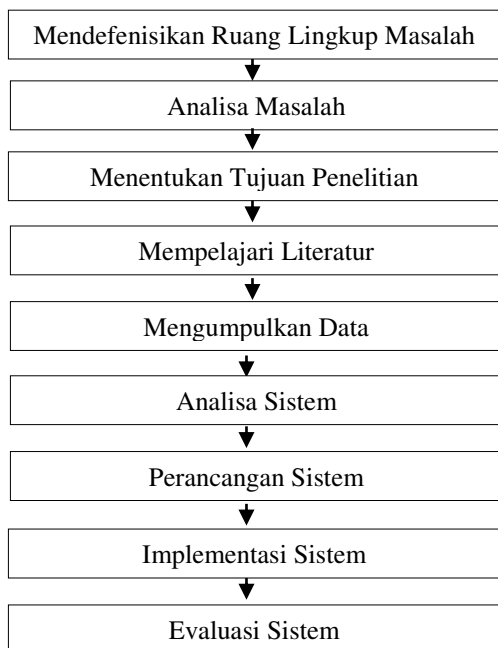 Mendefenisikan Ruang Lingkup Masalah
Analisa Masalah
Menentukan Tujuan Penelitian
Mempelajari Literatur
Mengumpulkan Data
Analisa Sistem
Perancangan Sistem
Implementasi Sistem
Evaluasi Sistem